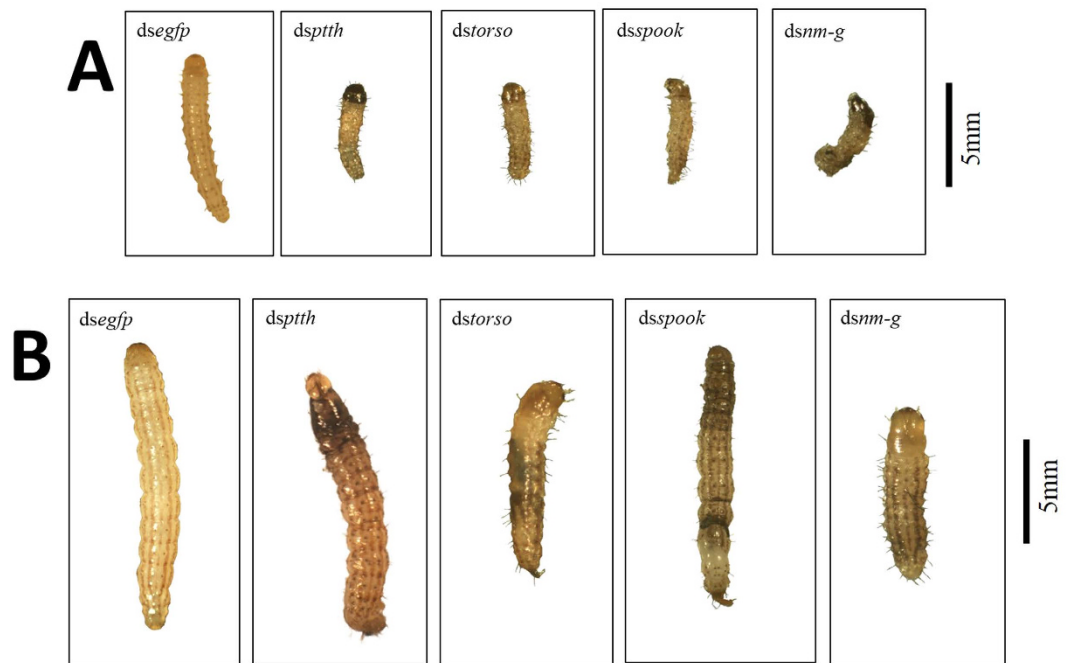 A
dsegfp
dsptth
dstorso
dsspook
dsnm-g
5mm
B
dsegfp
dsptth
dstorso
dsspook
dsnm-g
5mm